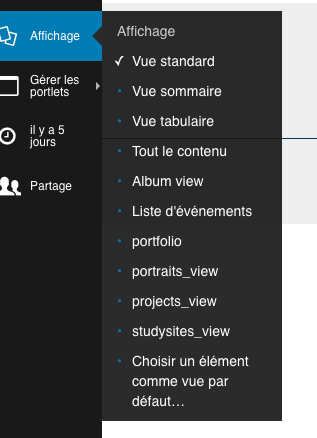 Affichage
Gérer les
portlets
il y a 5
jours
Partage
Affichage
Vue standard
Vue sommaire
Vue tabulaire
Tout le contenu
Album view
Liste d'événements
portfolio
portraits_view
projects_view
studysites_view
Choisir un élément
comme vue par
défaut…